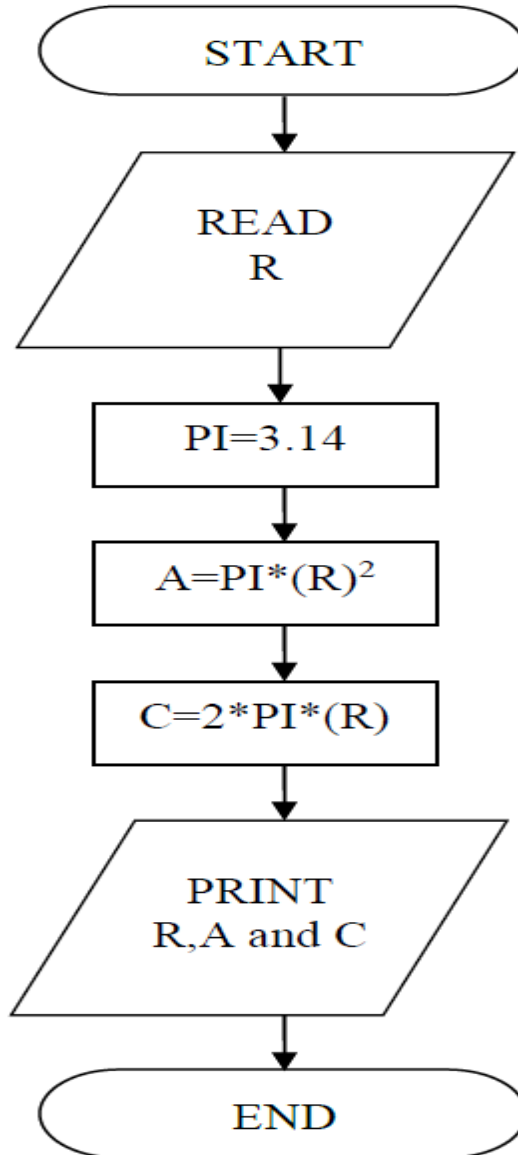 START
READ
R
PI=3.14
A=PI*(R)²
C=2*PI*(R)
PRINT
R,A and C
END